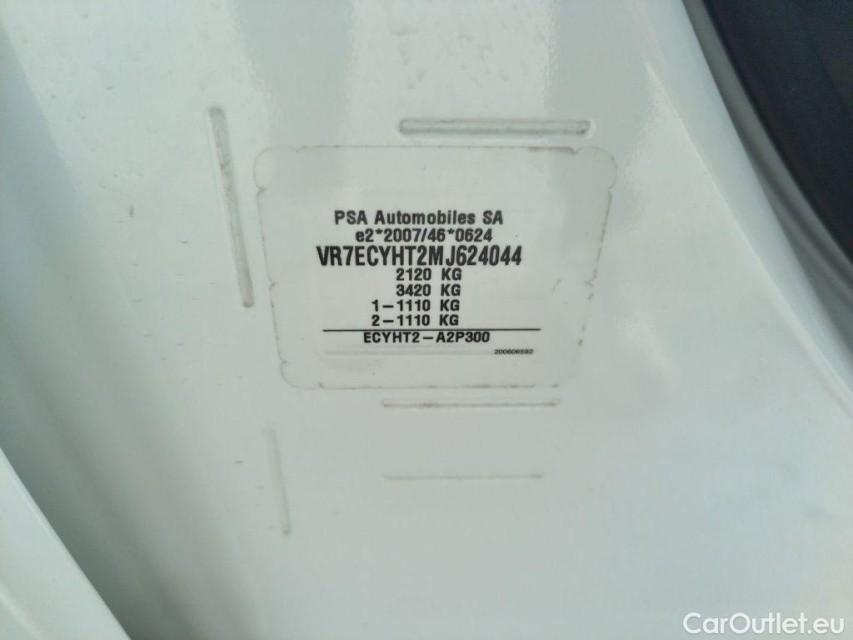 PSA Automobiles SA
e2*2007/46*0624
VR7ECYHT2MJ624044
2120 KG
3420 KG
1-1110 KG
2-1110 KG
ECYHT2-A2P300
200606592
CarOutlet.eu